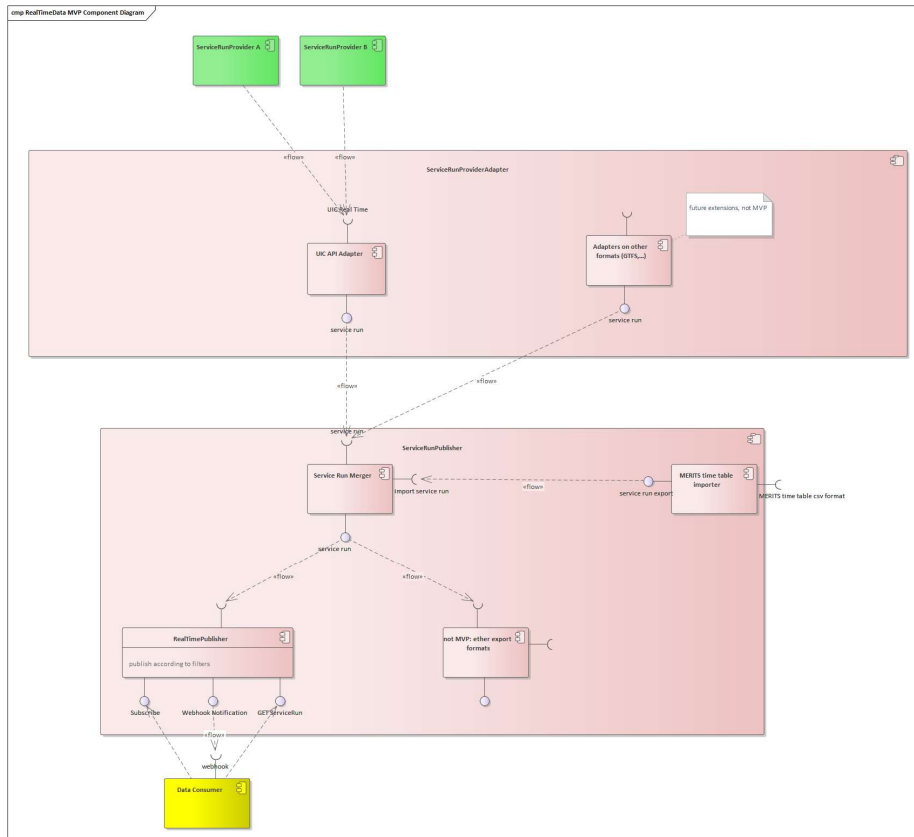 cmp RealTimeData MVP Component Diagram
ServiceRunProvider A
ServiceRunProvider B
«flow»
«flow»
ServiceRunProviderAdapter
UIC Real Time
future extensions, not MVP
UIC API Adapter
Adapters on other
formats (GTFS,...)
service run
service run
«flow»
«flow»
service run
ServiceRunPublisher
Service Run Merger
MERITS time table
importer
Import service run
«flow»
service run export
MERITS time table csv format
service run
«flow»
«flow»
RealTimePublisher
publish according to filters
not MVP: ether export
formats
Subscribe
Webhook Notification
GET ServiceRun
«flow»
webhook
Data Consumer